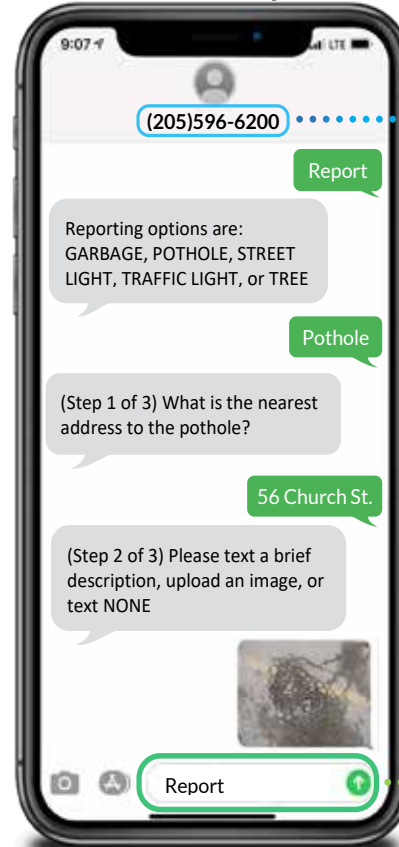 9:07
LTE
(205)596-6200
Report
Reporting options are:
GARBAGE, POTHOLE, STREET
LIGHT, TRAFFIC LIGHT, or TREE
Pothole
(Step 1 of 3) What is the nearest
address to the pothole?
56 Church St.
(Step 2 of 3) Please text a brief
description, upload an image, or
text NONE
Report